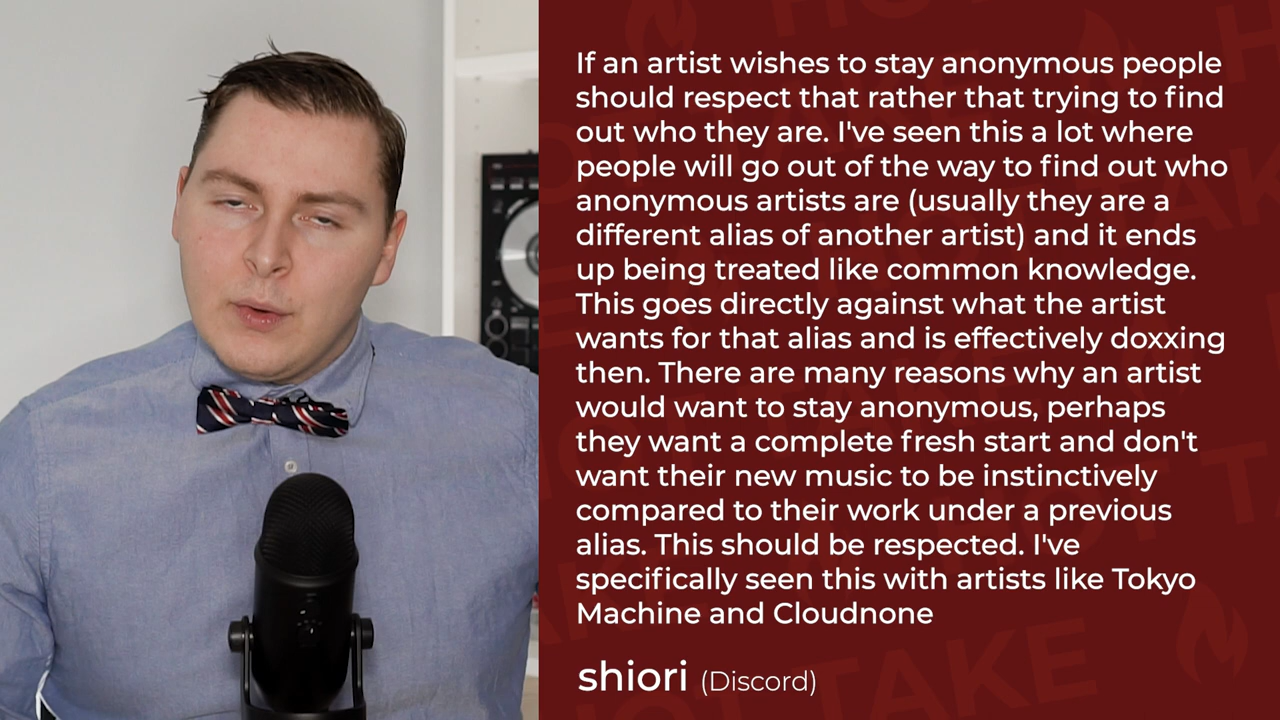 If an artist wishes to stay anonymous people
should respect that rather that trying to find
out who they are. I've seen this a lot where
people will go out of the way to find out who
anonymous artists are (usually they are a
different alias of another artist) and it ends
up being treated like common knowledge.
This goes directly against what the artist
wants for that alias and is effectively doxxing
then. There are many reasons why an artist
would want to stay anonymous, perhaps
they want a complete fresh start and don't
want their new music to be instinctively
compared to their work under a previous
alias. This should be respected. I've
specifically seen this with artists like Tokyo
Machine and Cloudnone
shiori (Discord)